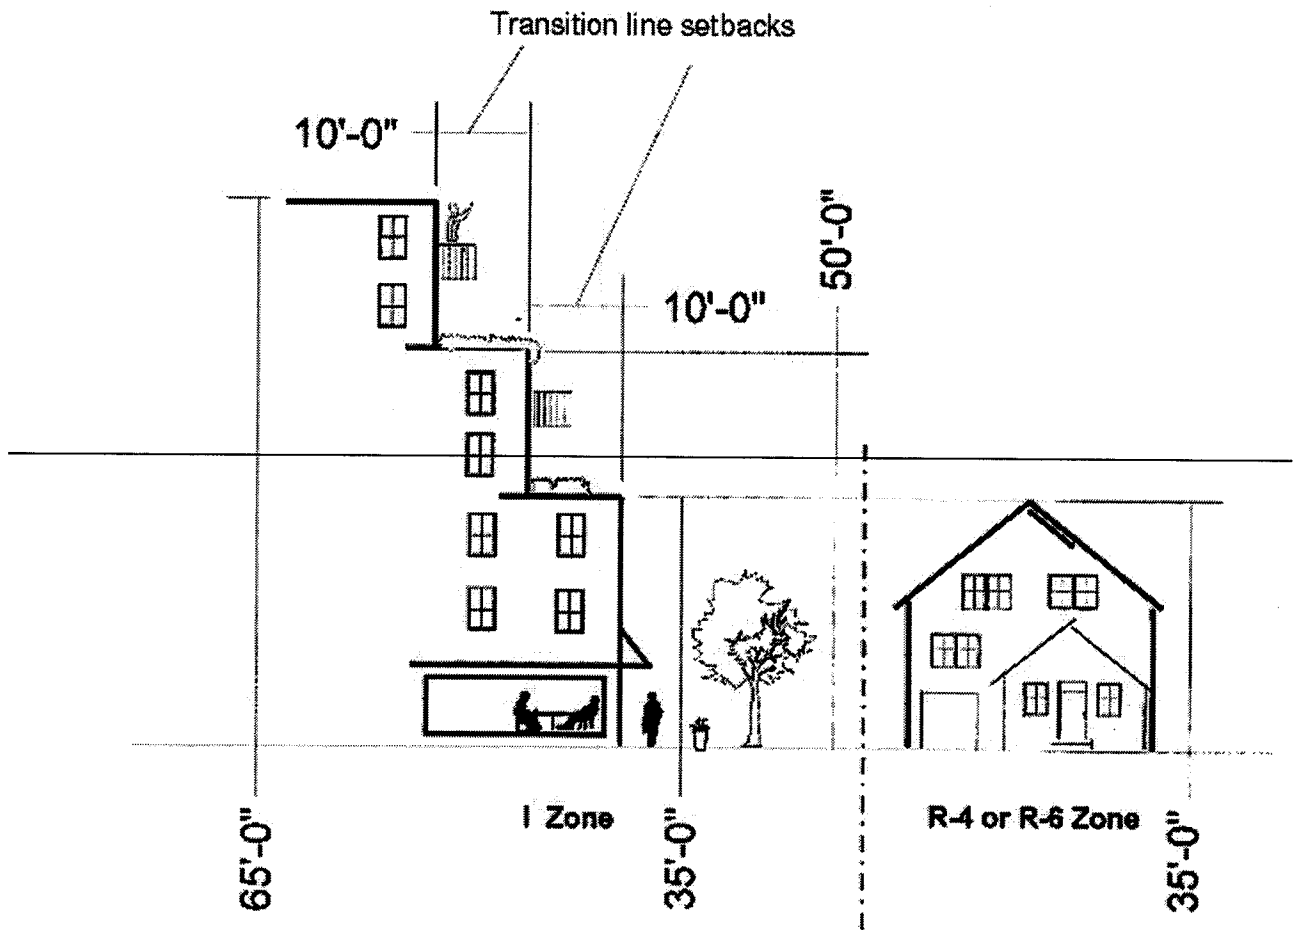 Transition line setbacks
10'-0"
50'-0"
10'-0"
I Zone
R-4 or R-6 Zone
65'-0"
35'-0"
35'-0"